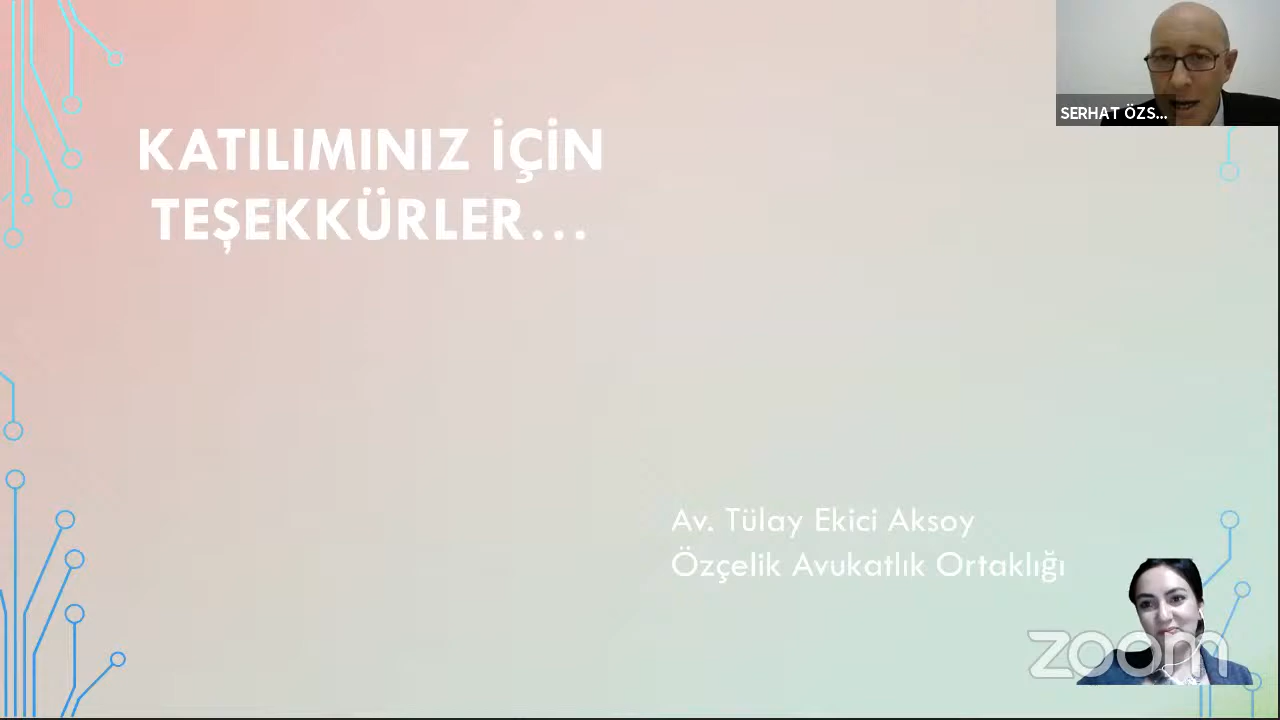 SERHAT ÖZS...
KATILIMINIZ İÇİN
TEŞEKKÜRLER...
Av. Tülay Ekici Aksoy
Özçelik Avukatlık Ortaklığı
zoom